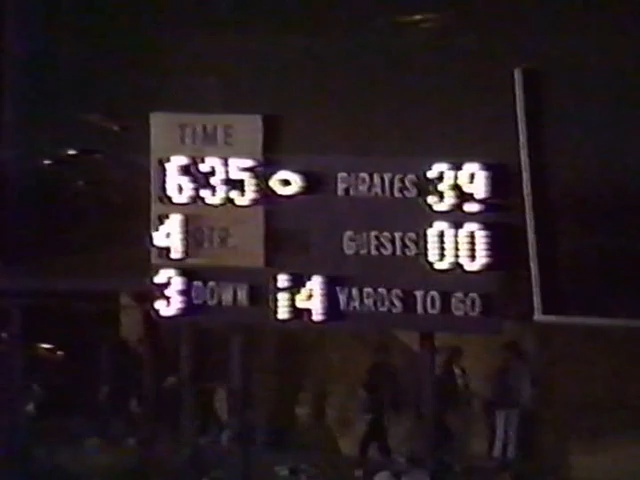 TIME
635 PIRATES 39
4 QTR. GUESTS 00
3 DOWN 14 YARDS TO GO